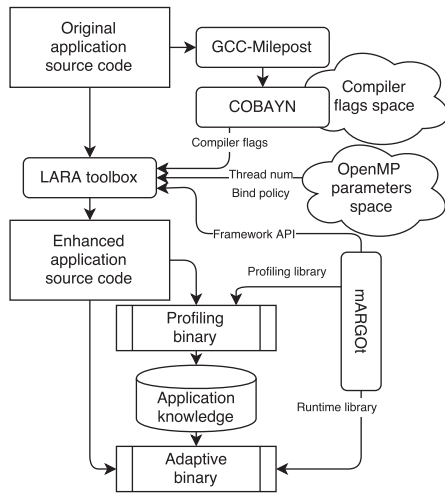 Original
application
source code
GCC-Milepost
COBAYN
Compiler
flags space
Compiler flags
LARA toolbox
Thread num
Bind policy
OpenMP
parameters
space
Framework API
Enhanced
application
source code
Profiling library
mARGOt
Profiling
binary
Application
knowledge
Runtime library
Adaptive
binary